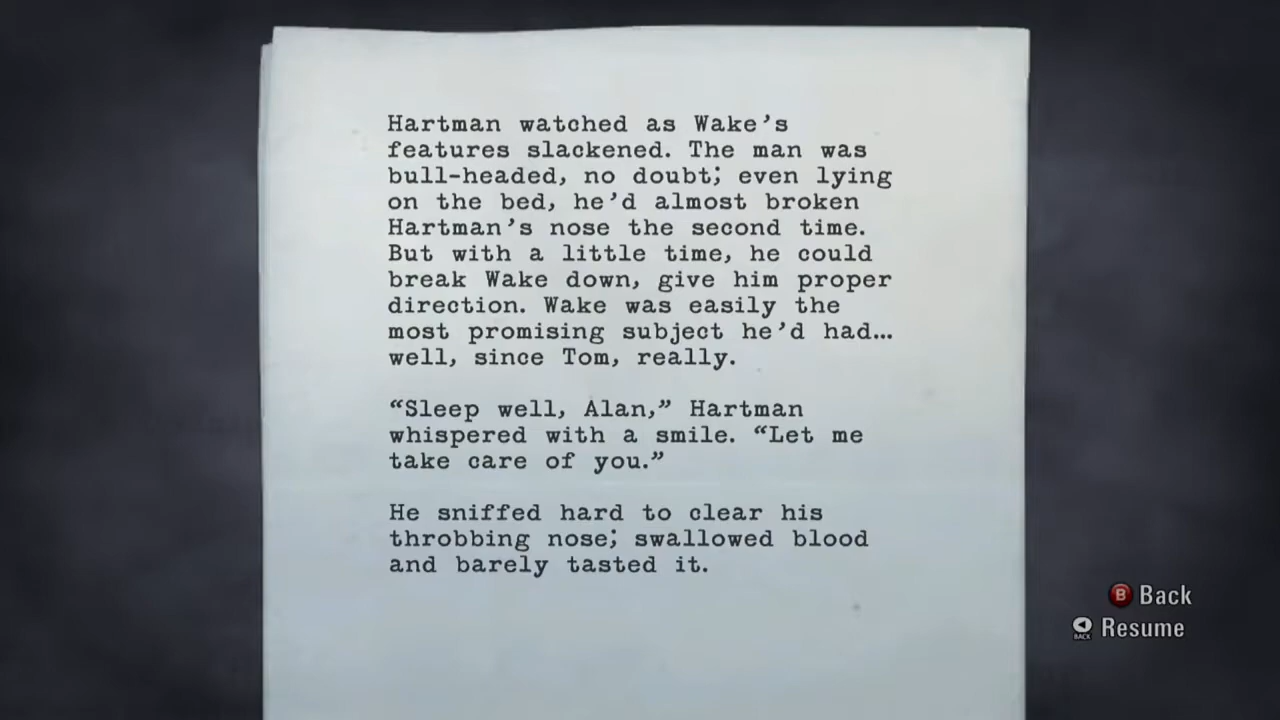 Hartman watched as Wake’s
features slackened. The man was
bull-headed, no doubt; even lying
on the bed, he’d almost broken
Hartman’s nose the second time.
But with a little time, he could
break Wake down, give him proper
direction. Wake was easily the
most promising subject he’d had…
well, since Tom, really.
“Sleep well, Alan,” Hartman
whispered with a smile. “Let me
take care of you.”
He sniffed hard to clear his
throbbing nose; swallowed blood
and barely tasted it.
B Back
BACK Resume